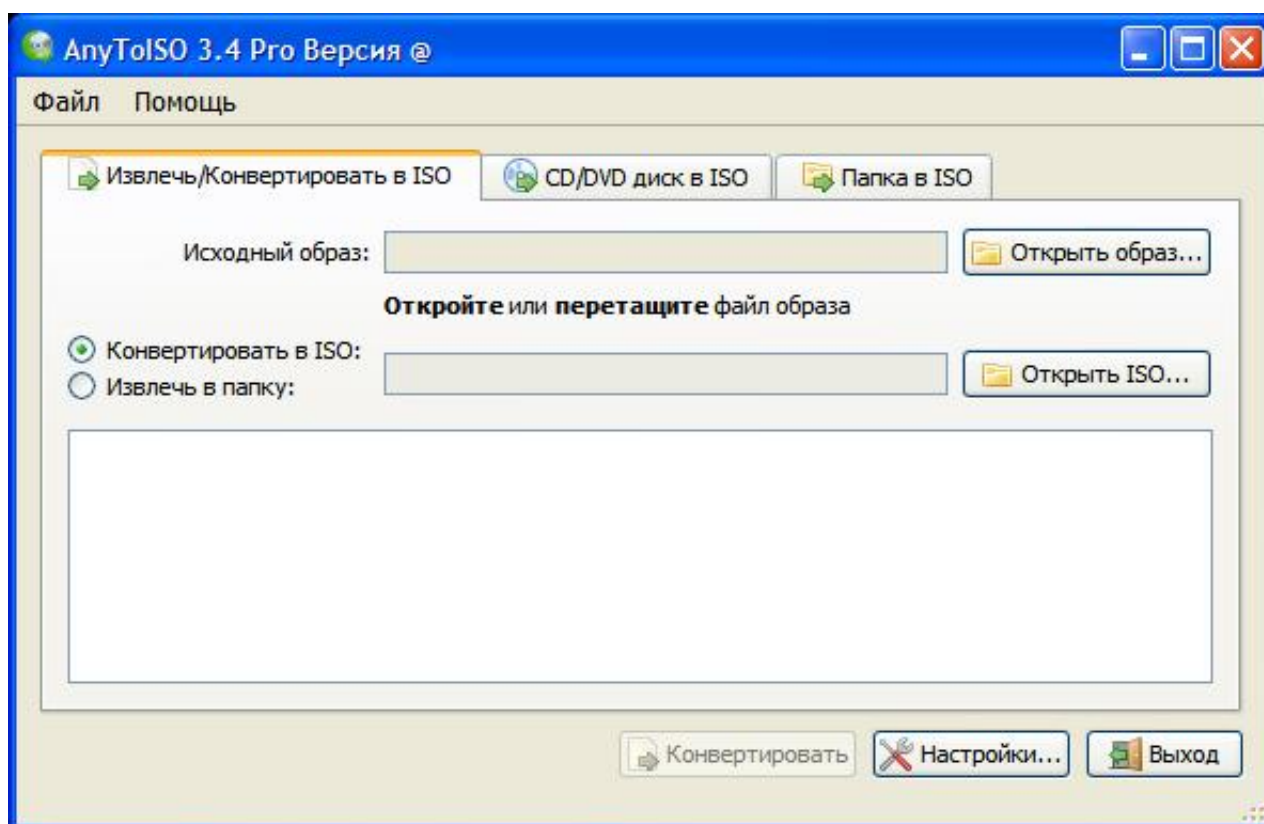 AnyToISO 3.4 Pro Версия @
Файл Помощь
Извлечь/Конвертировать в ISO CD/DVD диск в ISO Папка в ISO
Исходный образ: Открыть образ...
Откройте или перетащите файл образа
Конвертировать в ISO:
Извлечь в папку: Открыть ISO...
Конвертировать Настройки... Выход